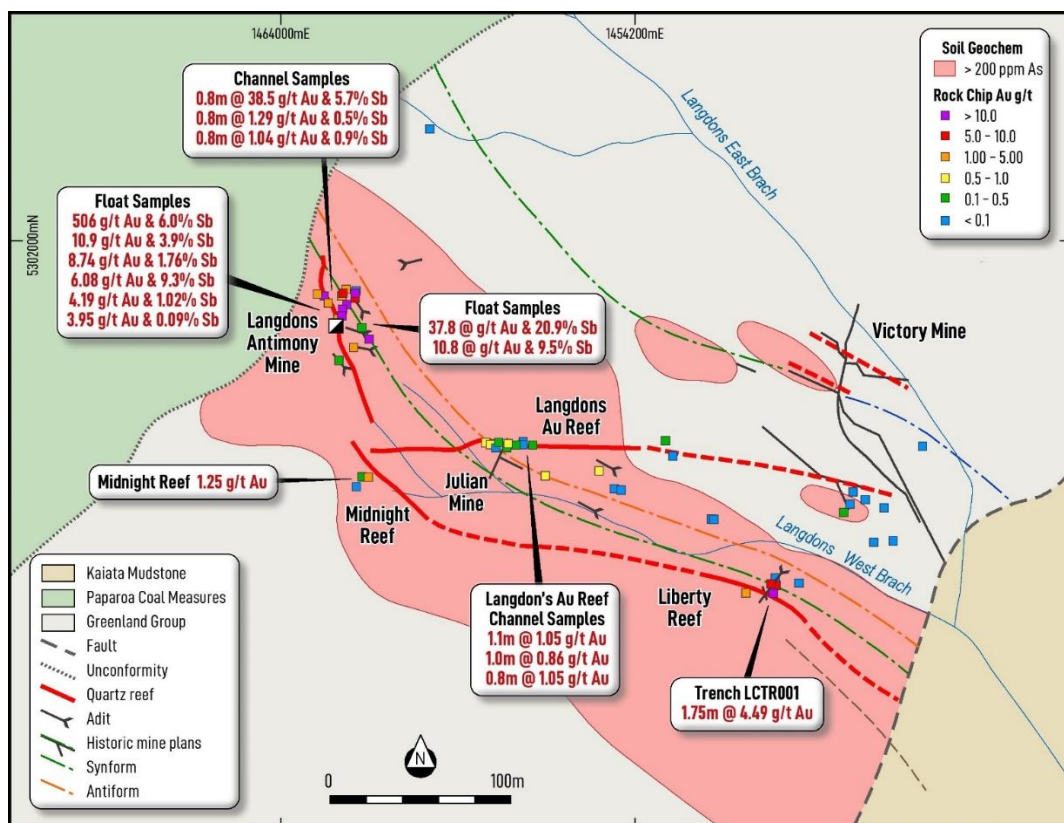 1464000mE
1454200mE
5302000mN
Channel Samples
0.8m @ 38.5 g/t Au & 5.7% Sb
0.8m @ 1.29 g/t Au & 0.5% Sb
0.8m @ 1.04 g/t Au & 0.9% Sb
Soil Geochem
> 200 ppm As
Rock Chip Au g/t
> 10.0
5.0 - 10.0
1.00 - 5.00
0.5 - 1.0
0.1 - 0.5
< 0.1
Langdons East Brach
Float Samples
506 g/t Au & 6.0% Sb
10.9 g/t Au & 3.9% Sb
8.74 g/t Au & 1.76% Sb
6.08 g/t Au & 9.3% Sb
4.19 g/t Au & 1.02% Sb
3.95 g/t Au & 0.09% Sb
Float Samples
37.8 @ g/t Au & 20.9% Sb
10.8 @ g/t Au & 9.5% Sb
Langdons
Antimony
Mine
Victory Mine
Langdons
Au Reef
Julian
Mine
Midnight Reef 1.25 g/t Au
Midnight
Reef
Langdons West Brach
Liberty
Reef
Langdon's Au Reef
Channel Samples
1.1m @ 1.05 g/t Au
1.0m @ 0.86 g/t Au
0.8m @ 1.05 g/t Au
Trench LCTR001
1.75m @ 4.49 g/t Au
Kaiata Mudstone
Paparoa Coal Measures
Greenland Group
Fault
Unconformity
Quartz reef
Adit
Historic mine plans
Synform
Antiform
N
0
100m